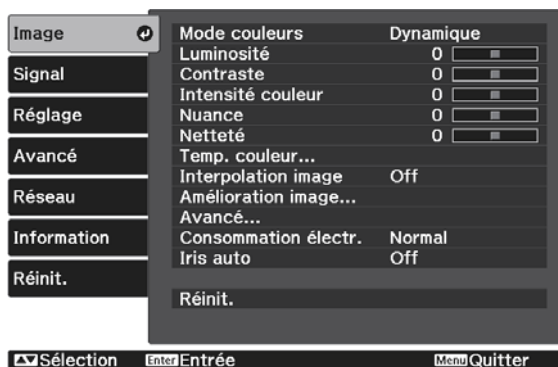 Image
Signal
Réglage
Avancé
Réseau
Information
Réinit.
Mode couleurs Dynamique
Luminosité 0
Contraste 0
Intensité couleur 0
Nuance 0
Netteté 0
Temp. couleur...
Interpolation image Off
Amélioration image...
Avancé...
Consommation électr. Normal
Iris auto Off
Réinit.
Sélection Enter Entrée Menu Quitter